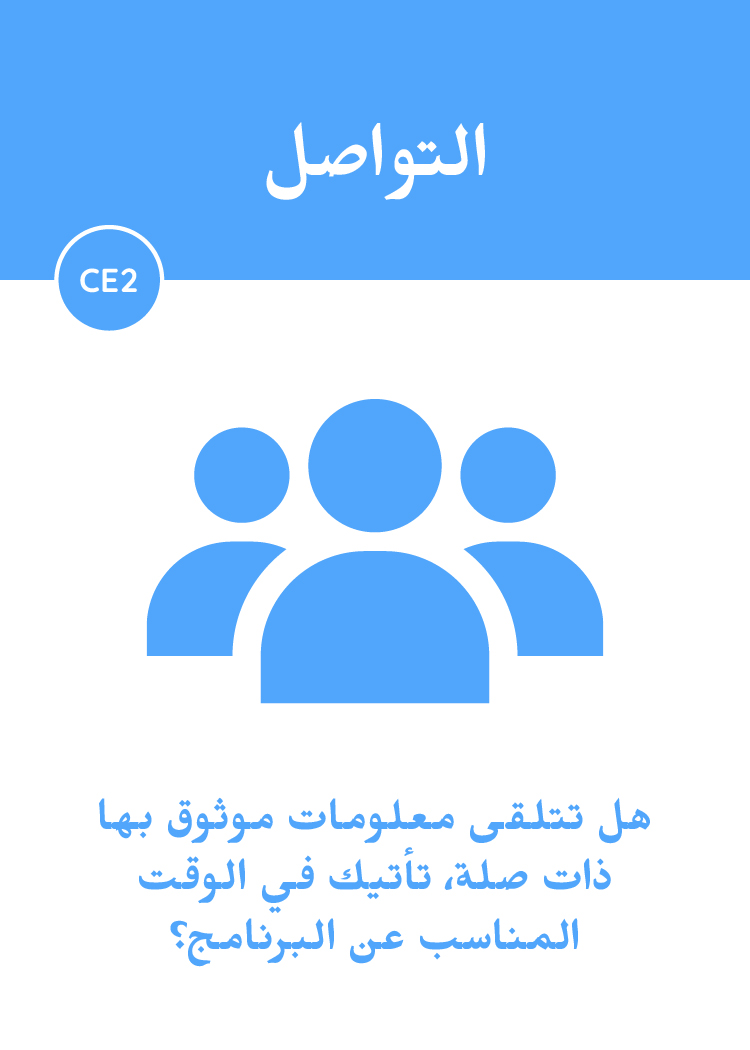 التواصل
CE2
هل تتلقى معلومات موثوق بها
ذات صلة، تأتيك في الوقت
المناسب عن البرنامج؟